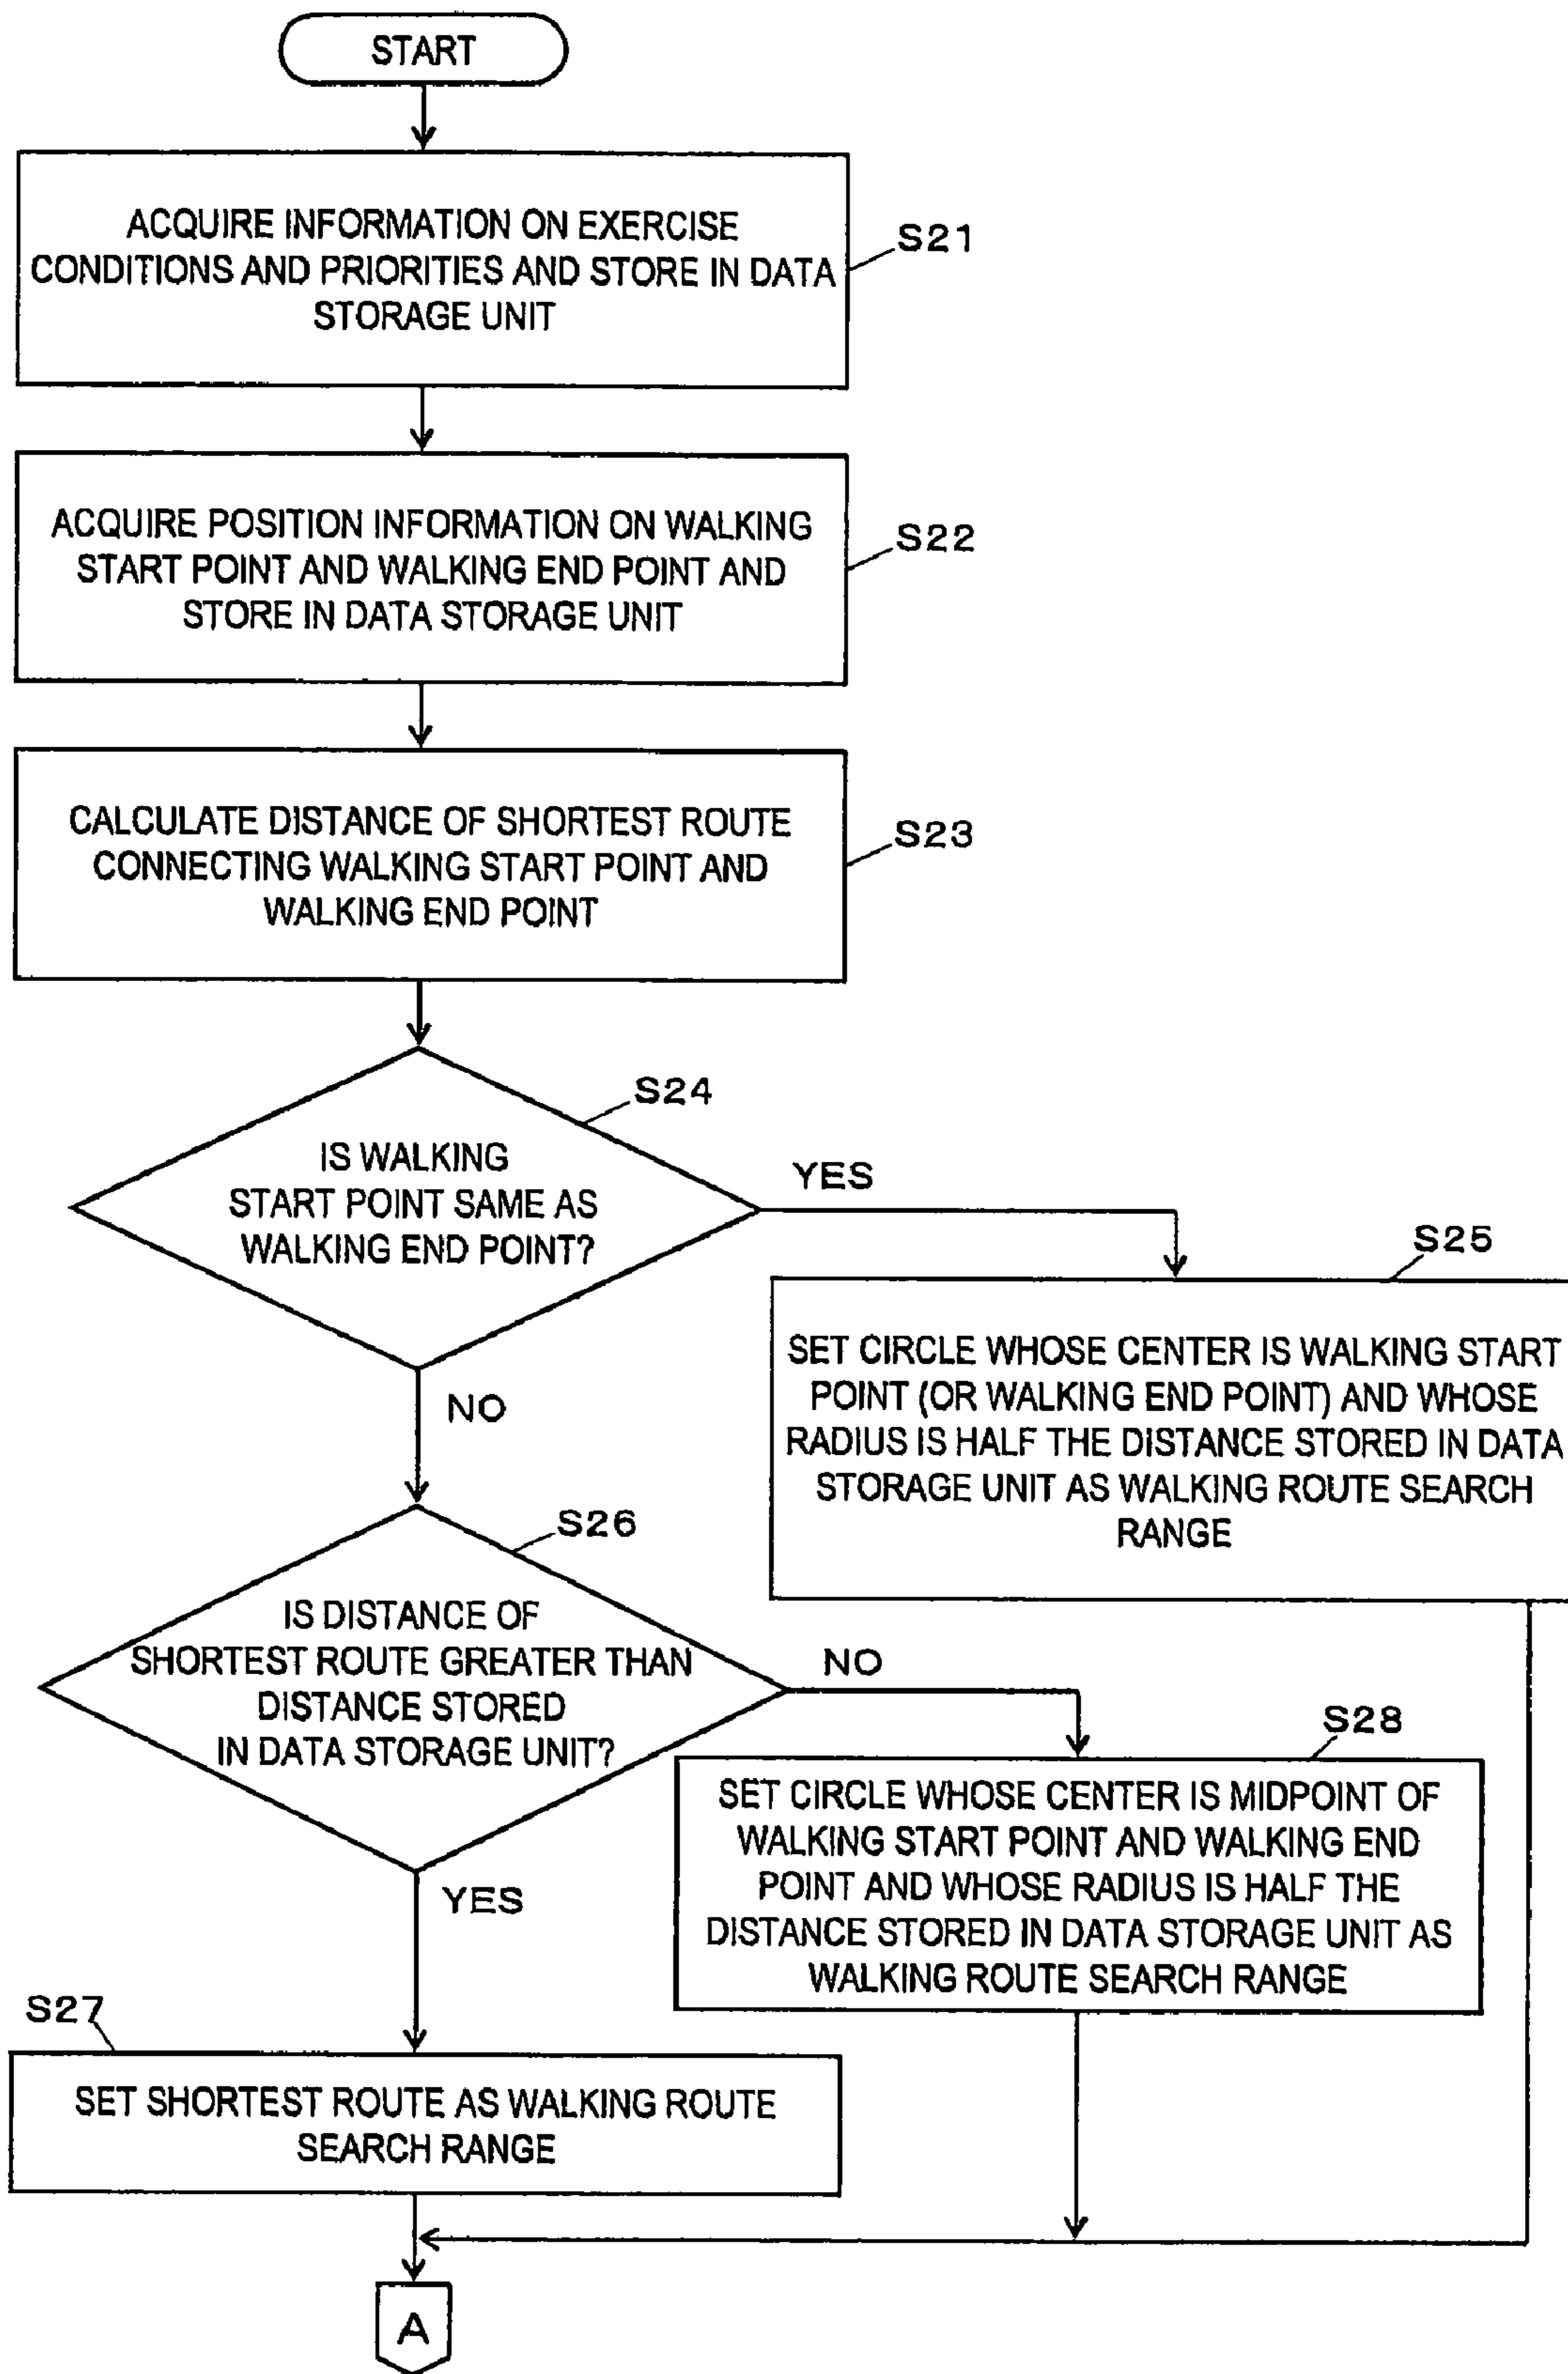 START
ACQUIRE INFORMATION ON EXERCISE
CONDITIONS AND PRIORITIES AND STORE IN DATA
STORAGE UNIT
S21
ACQUIRE POSITION INFORMATION ON WALKING
START POINT AND WALKING END POINT AND
STORE IN DATA STORAGE UNIT
S22
CALCULATE DISTANCE OF SHORTEST ROUTE
CONNECTING WALKING START POINT AND
WALKING END POINT
S23
S24
IS WALKING
START POINT SAME AS
WALKING END POINT?
YES
NO
S25
SET CIRCLE WHOSE CENTER IS WALKING START
POINT (OR WALKING END POINT) AND WHOSE
RADIUS IS HALF THE DISTANCE STORED IN DATA
STORAGE UNIT AS WALKING ROUTE SEARCH
RANGE
S26
IS DISTANCE OF
SHORTEST ROUTE GREATER THAN
DISTANCE STORED
IN DATA STORAGE UNIT?
NO
YES
S28
SET CIRCLE WHOSE CENTER IS MIDPOINT OF
WALKING START POINT AND WALKING END
POINT AND WHOSE RADIUS IS HALF THE
DISTANCE STORED IN DATA STORAGE UNIT AS
WALKING ROUTE SEARCH RANGE
S27
SET SHORTEST ROUTE AS WALKING ROUTE
SEARCH RANGE
A